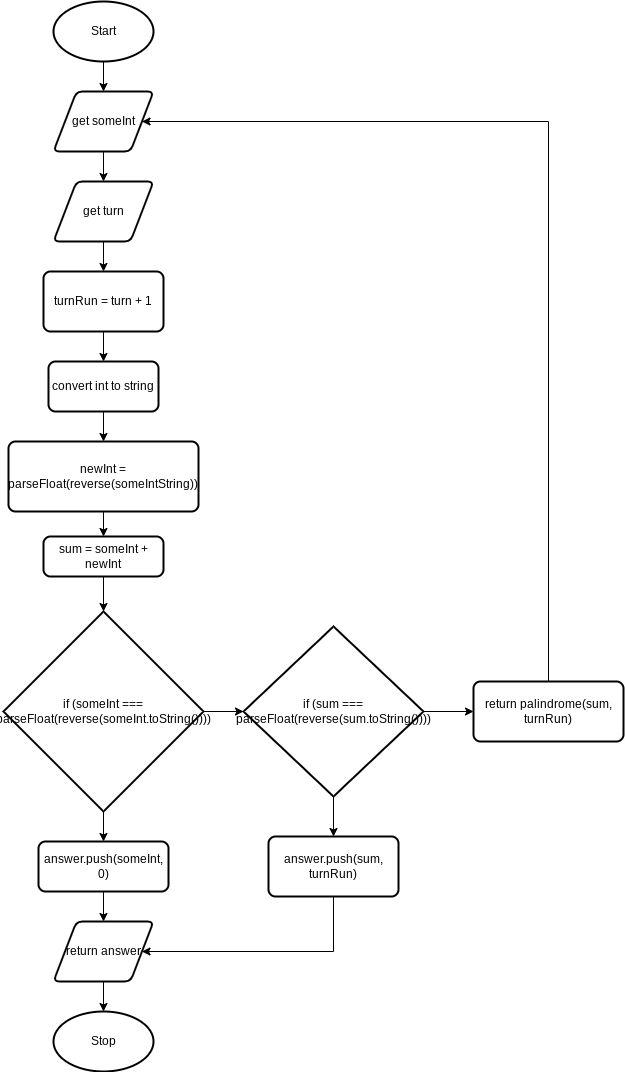 Start
get someInt
get turn
turnRun = turn + 1
convert int to string
newInt =
parseFloat(reverse(someIntString))
sum = someInt +
newInt
if (someInt ===
parseFloat(reverse(someInt.toString())))
if (sum ===
parseFloat(reverse(sum.toString())))
return palindrome(sum,
turnRun)
answer.push(someInt,
0)
answer.push(sum,
turnRun)
return answer
Stop